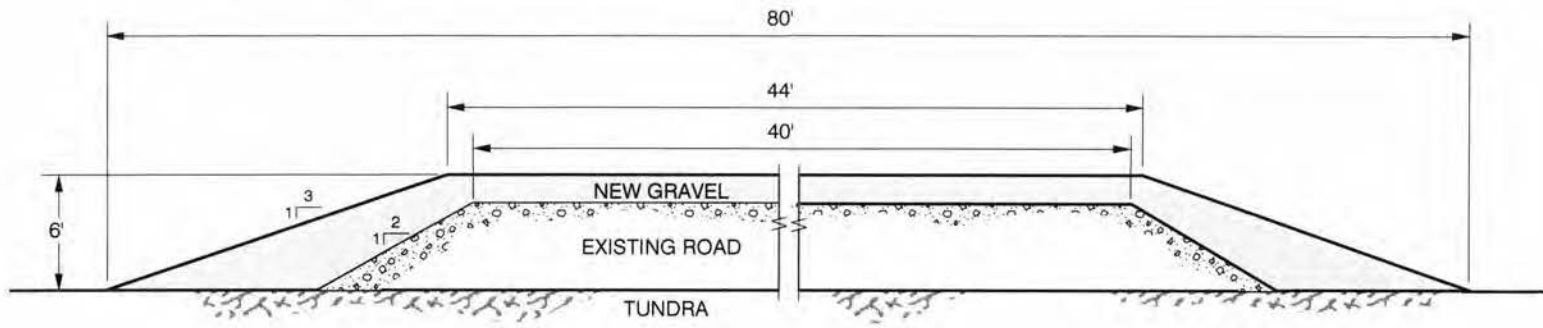 80'
44'
40'
NEW GRAVEL
3
1
2
1
6'
EXISTING ROAD
TUNDRA